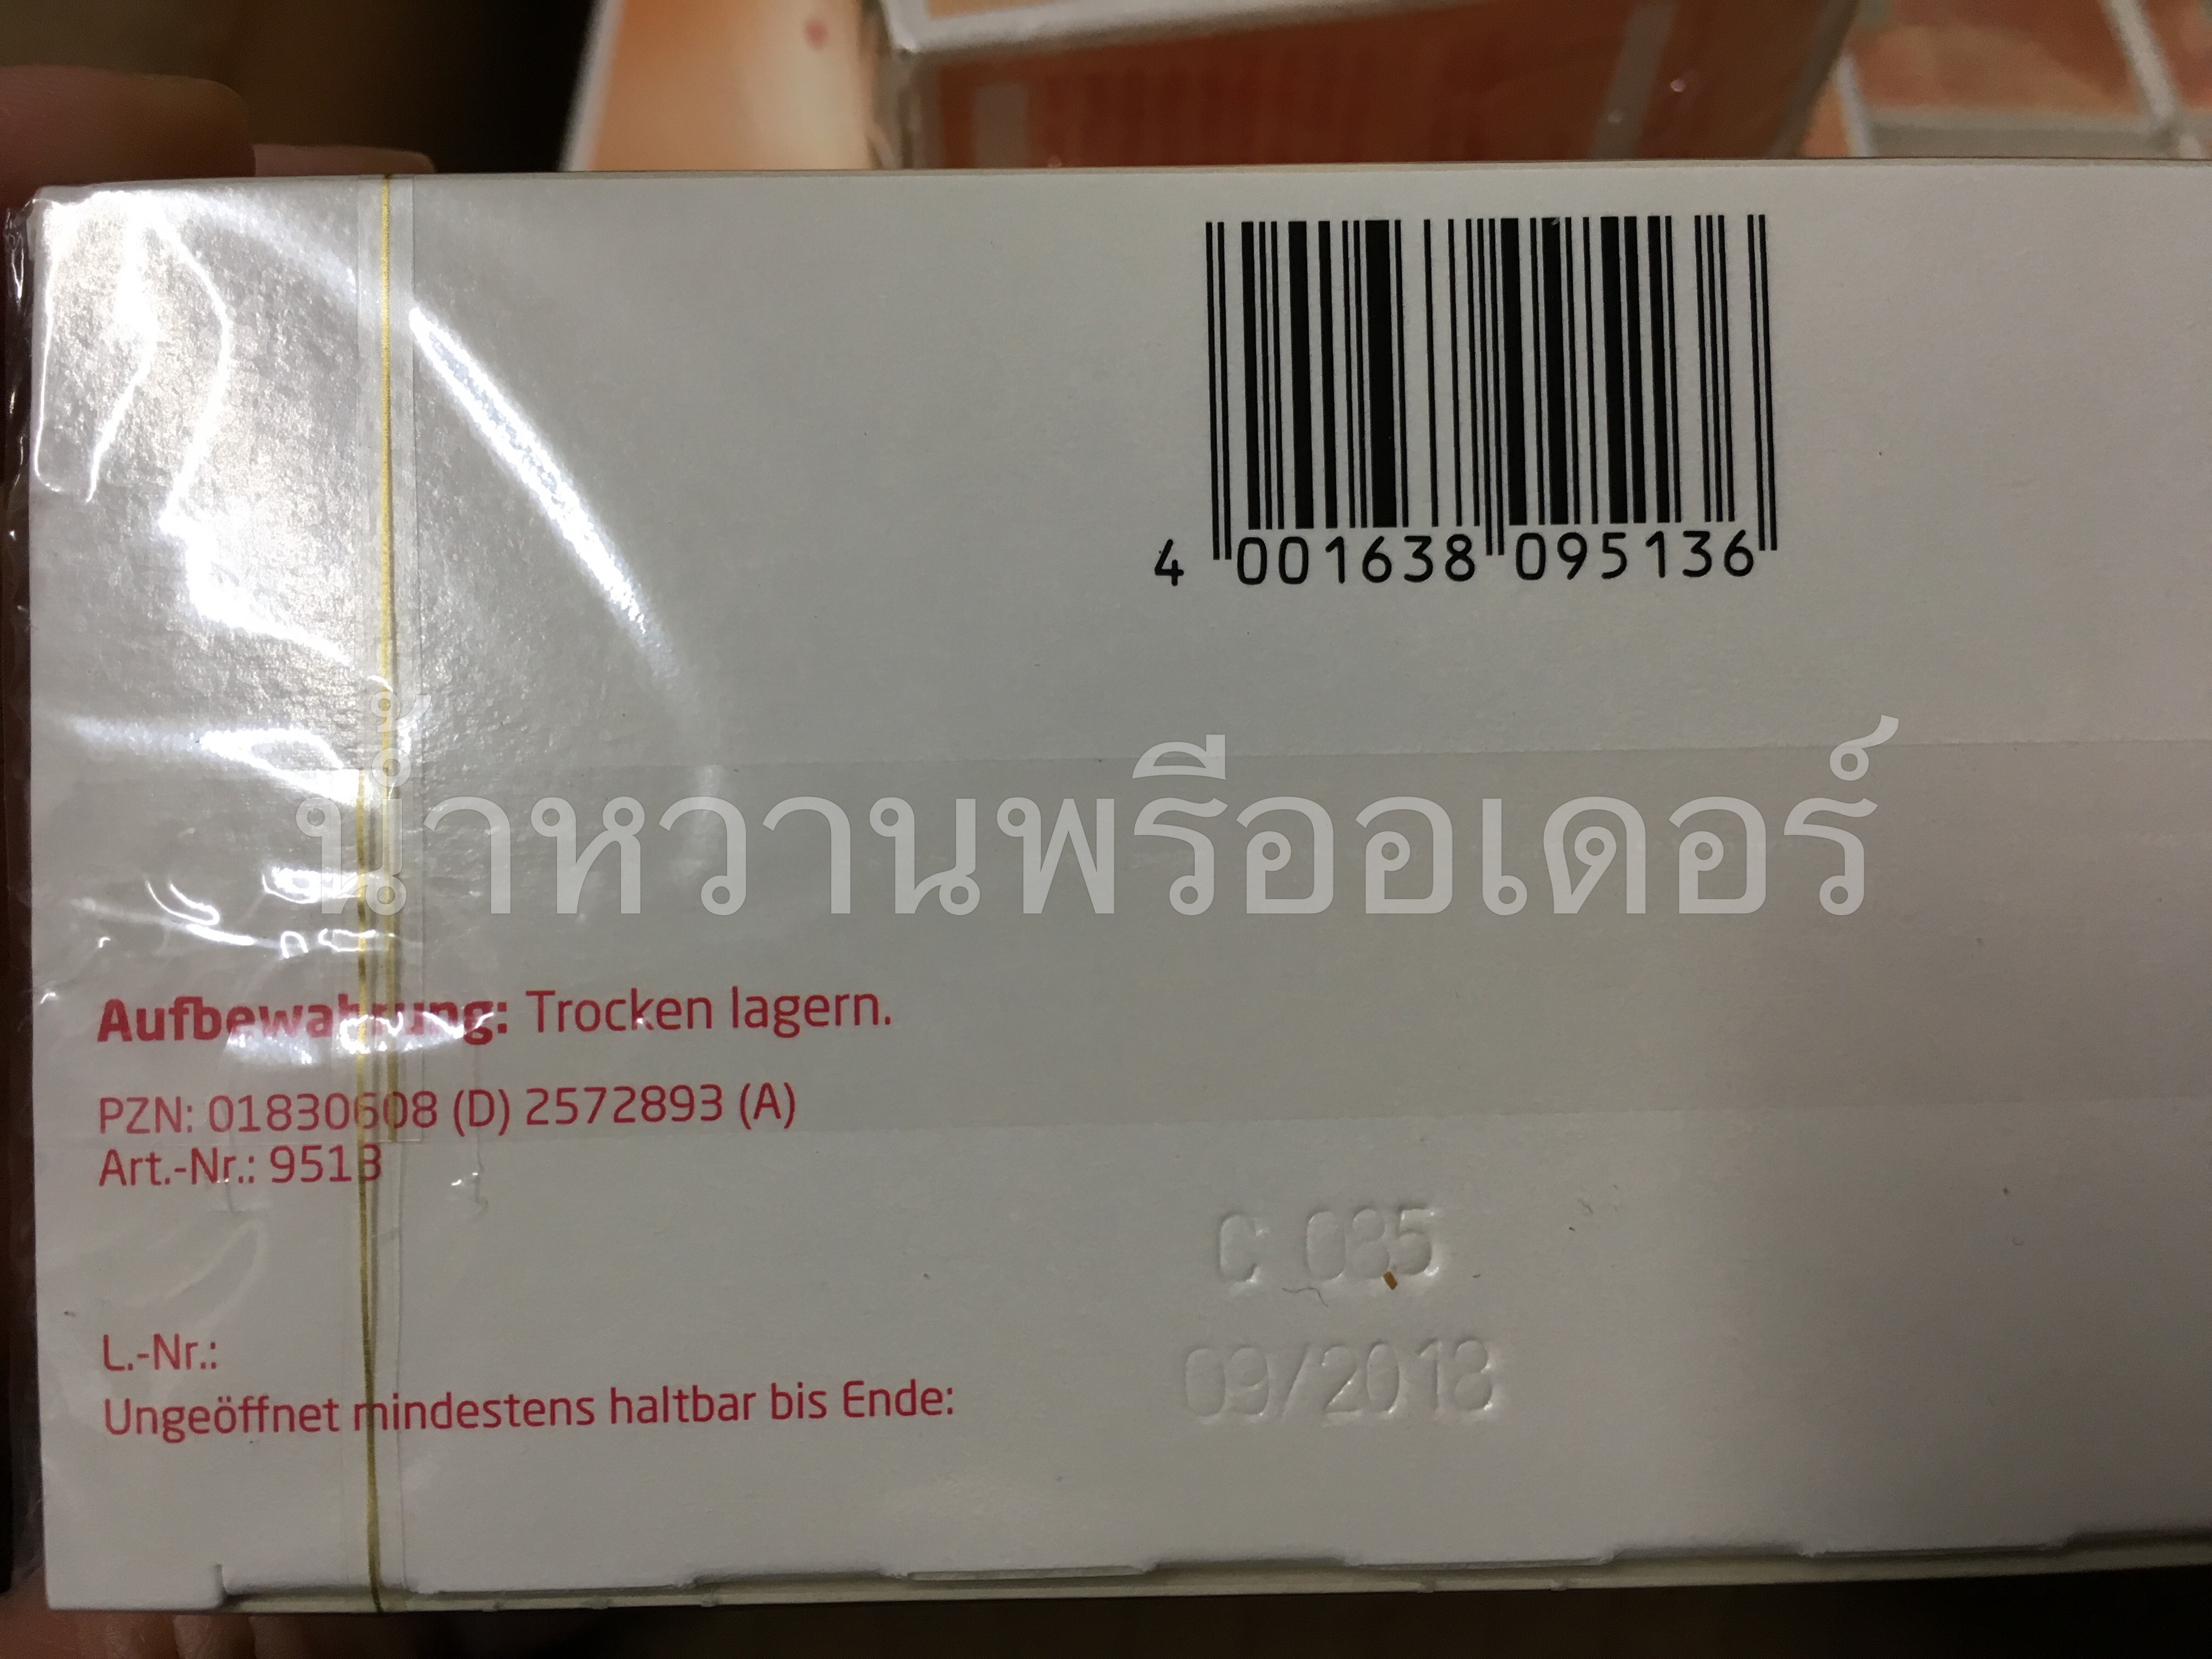 4 001638 095136
น้ำหวานพรีออเดอร์
Aufbewahrung: Trocken lagern.
PZN: 01830608 (D) 2572893 (A)
Art.-Nr.: 9513
C 085
L.-Nr.:
09/2018
Ungeöffnet mindestens haltbar bis Ende: